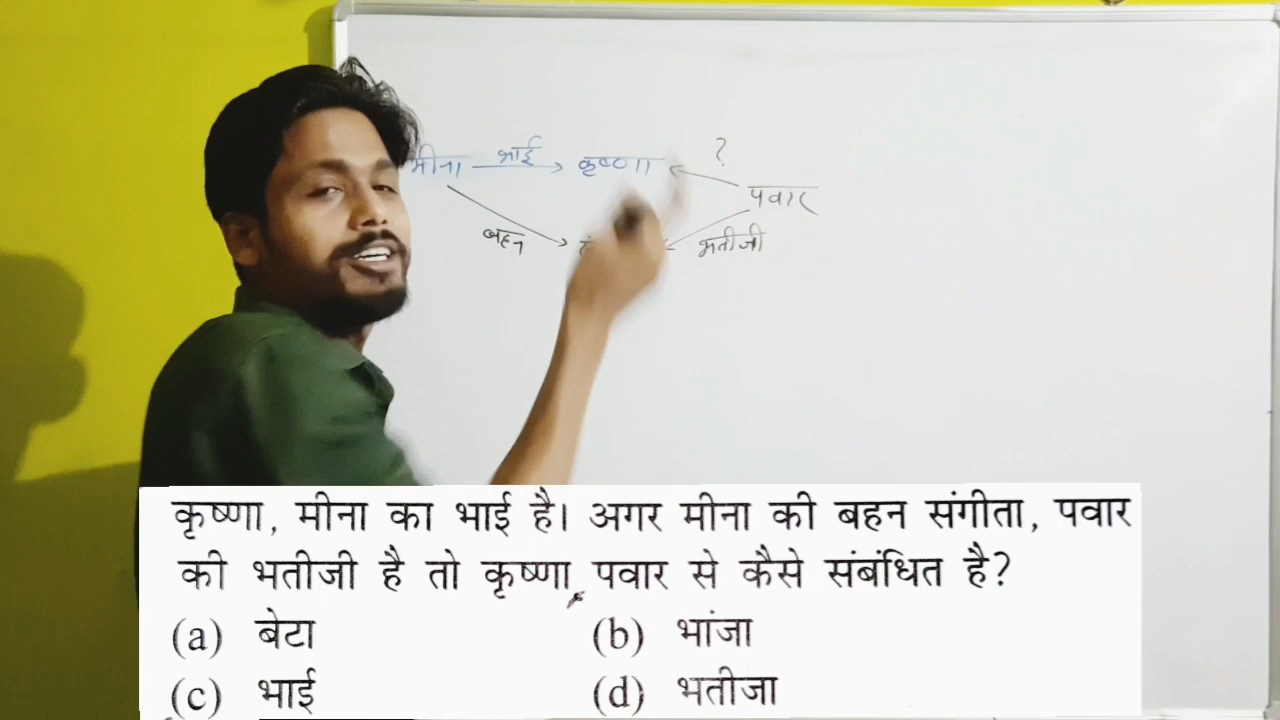 मीना भाई कृष्णा ?
पवार
बहन भतीजी
कृष्णा, मीना का भाई है। अगर मीना की बहन संगीता, पवार
की भतीजी है तो कृष्णा, पवार से कैसे संबंधित है?
(a) बेटा (b) भांजा
(c) भाई (d) भतीजा